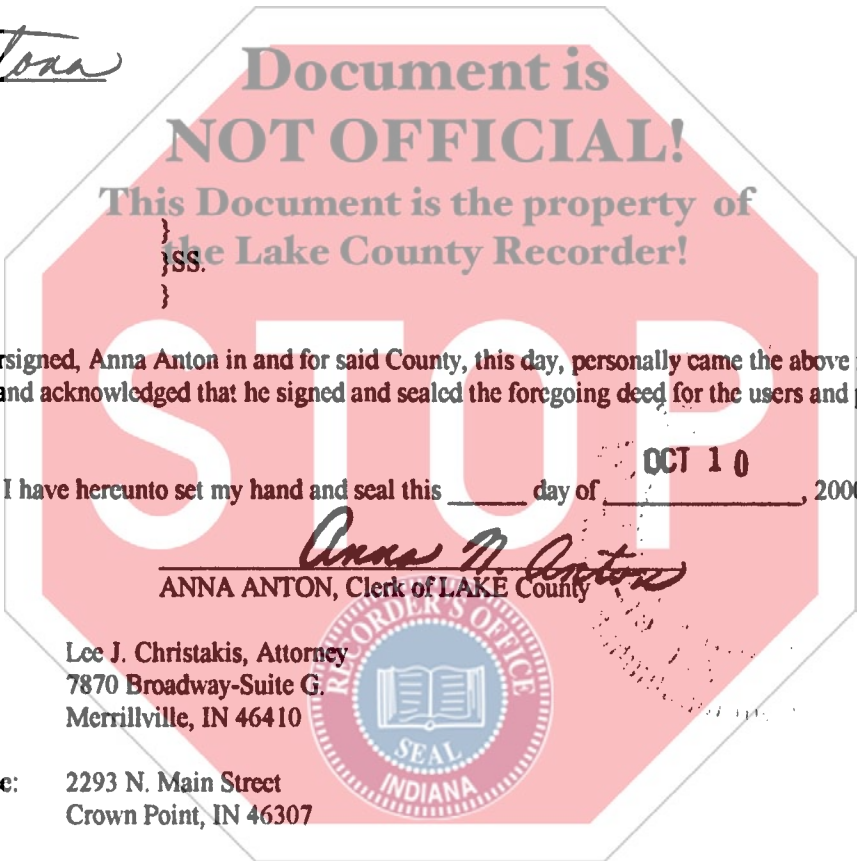 Document is
NOT OFFICIAL!
This Document is the property of
the Lake County Recorder!
}
}SS.
}
STOP
rsigned, Anna Anton in and for said County, this day, personally came the above
and acknowledged that he signed and sealed the foregoing deed for the users and
OCT 10
I have hereunto set my hand and seal this ______ day of ____________, 200
Anna N. Anton
ANNA ANTON, Clerk of LAKE County
RECORDER'S OFFICE
SEAL
INDIANA
Lee J. Christakis, Attorney
7870 Broadway-Suite G.
Merrillville, IN 46410
e: 2293 N. Main Street
Crown Point, IN 46307